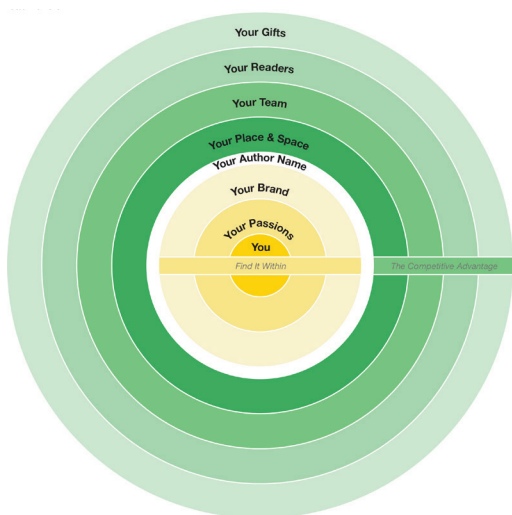 Your Gifts
Your Readers
Your Team
Your Place & Space
Your Author Name
Your Brand
Your Passions
You
Find It Within
The Competitive Advantage